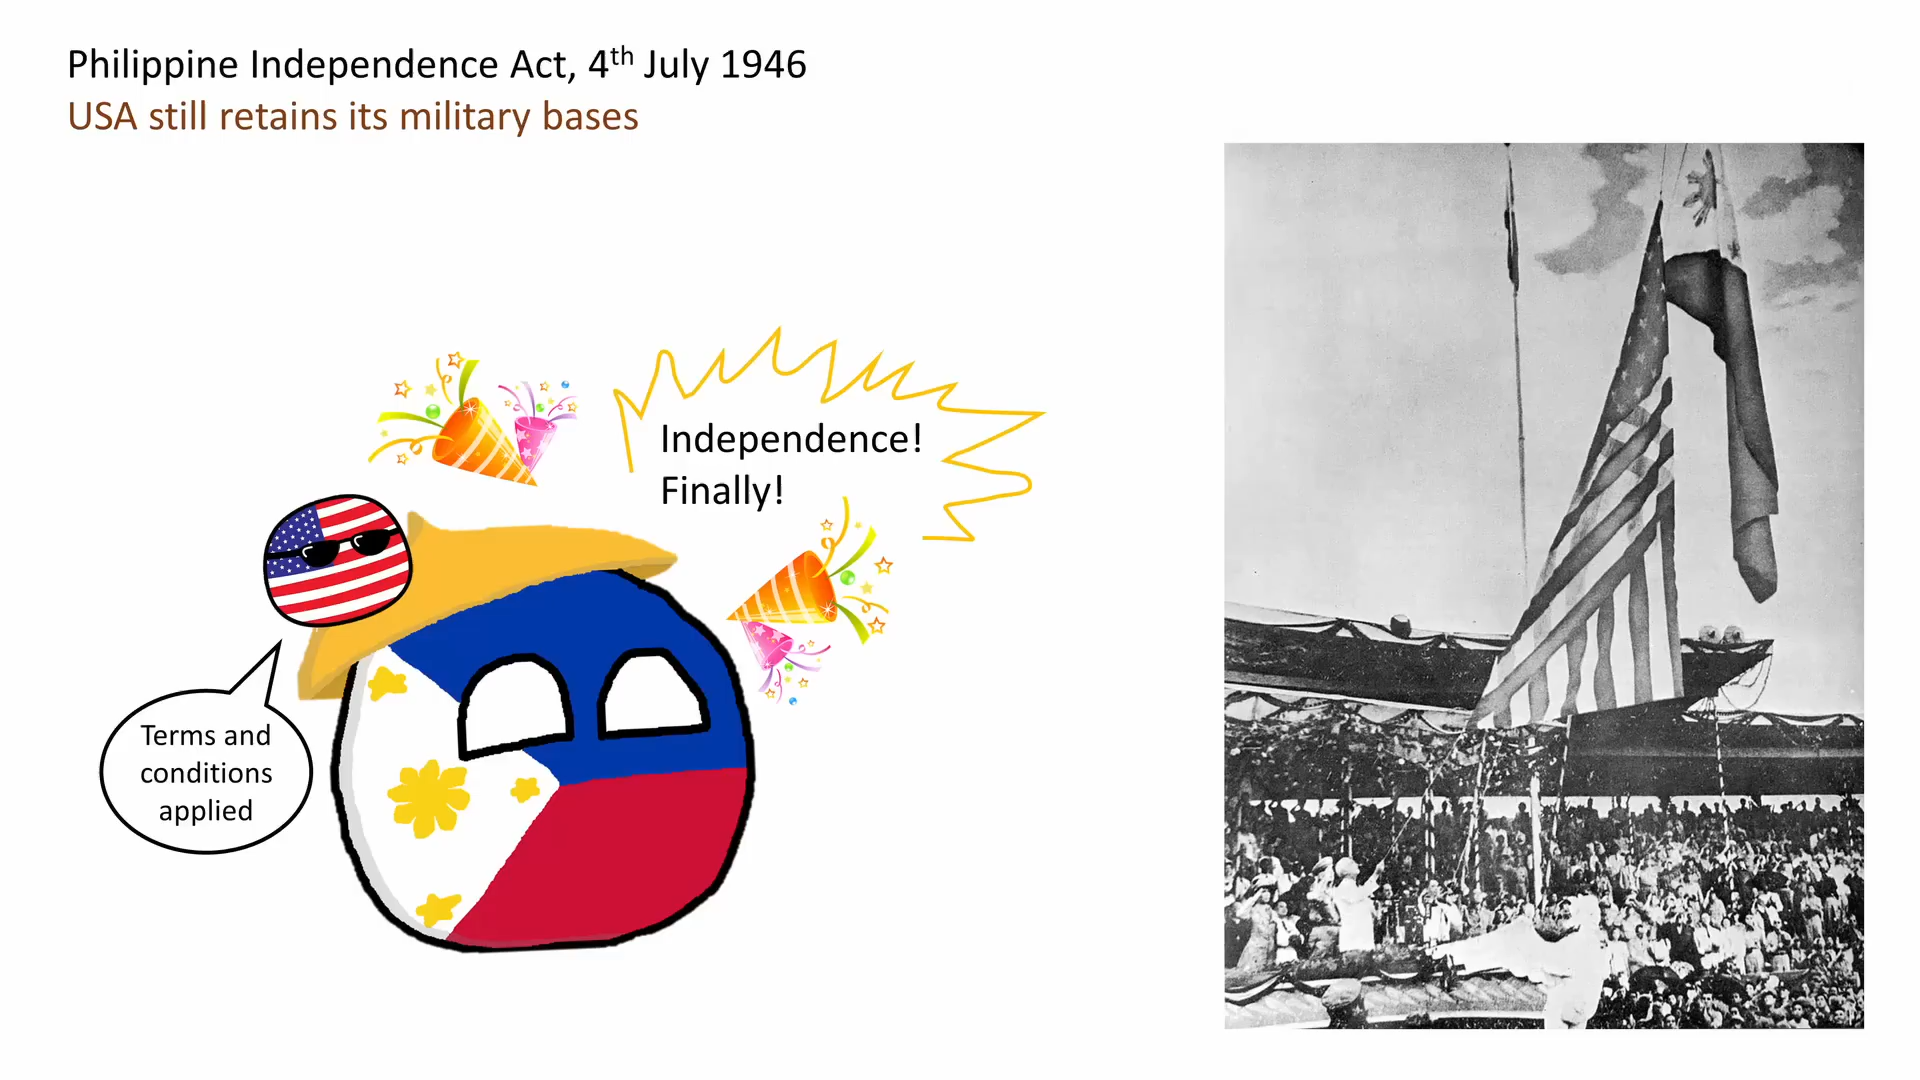 Philippine Independence Act, 4th July 1946
USA still retains its military bases
Independence!
Finally!
Terms and
conditions
applied